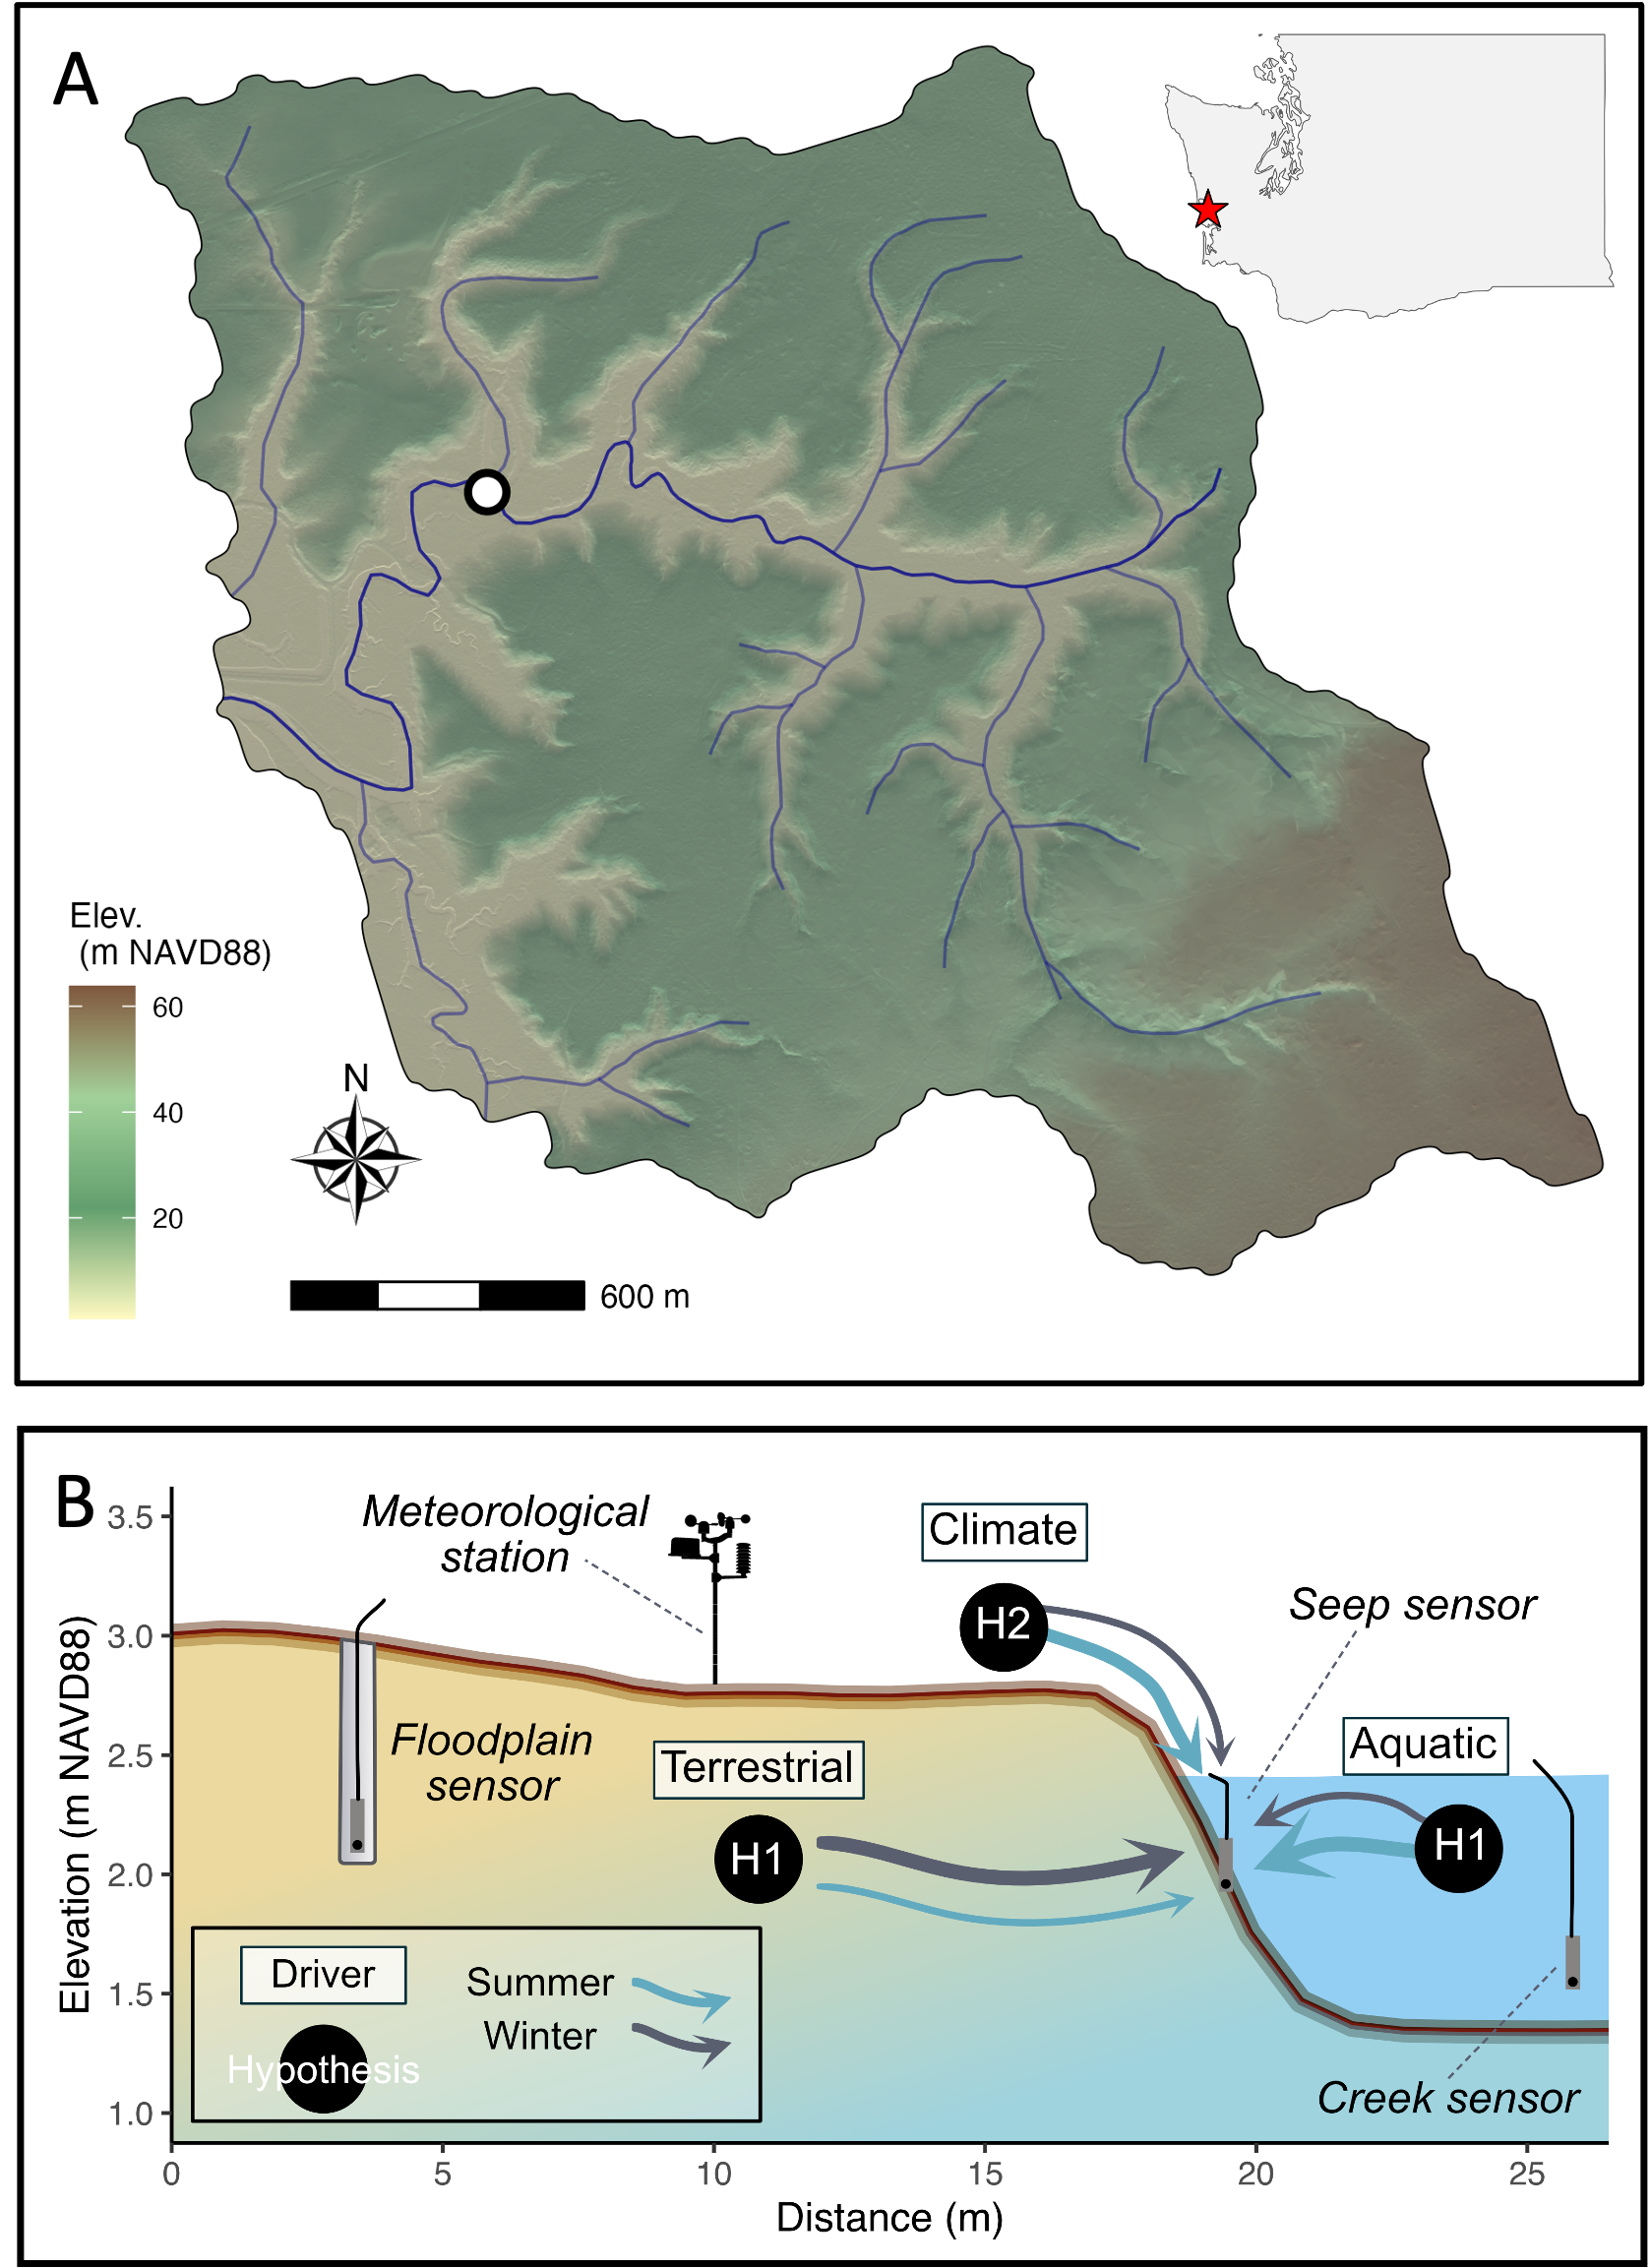 A
Elev.
(m NAVD88)
60
40
20
N
600 m
B
3.5
3.0
2.5
2.0
1.5
1.0
Elevation (m NAVD88)
Meteorological
station
Climate
H2
Seep sensor
Floodplain
sensor
Terrestrial
H1
Aquatic
H1
Driver
Hypothesis
Summer
Winter
Creek sensor
0
5
10
15
20
25
Distance (m)